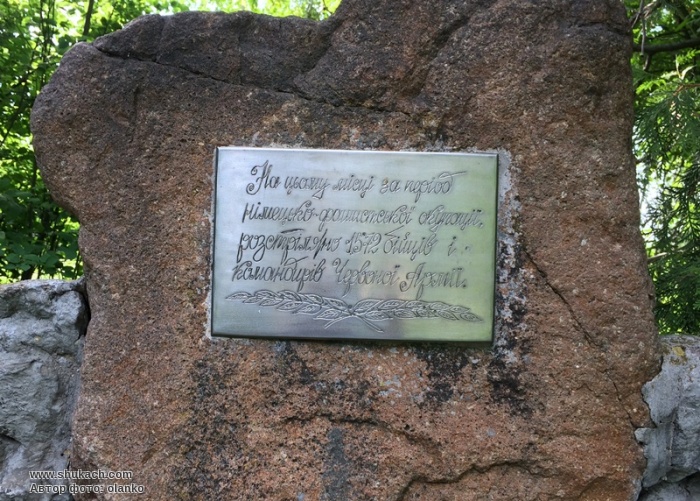 На цьому місці за період
німецько-фашистської окупації,
розстріляно 1572 бійців і
командирів Червоної Армії.
www.shukach.com
Автор фото: olanko